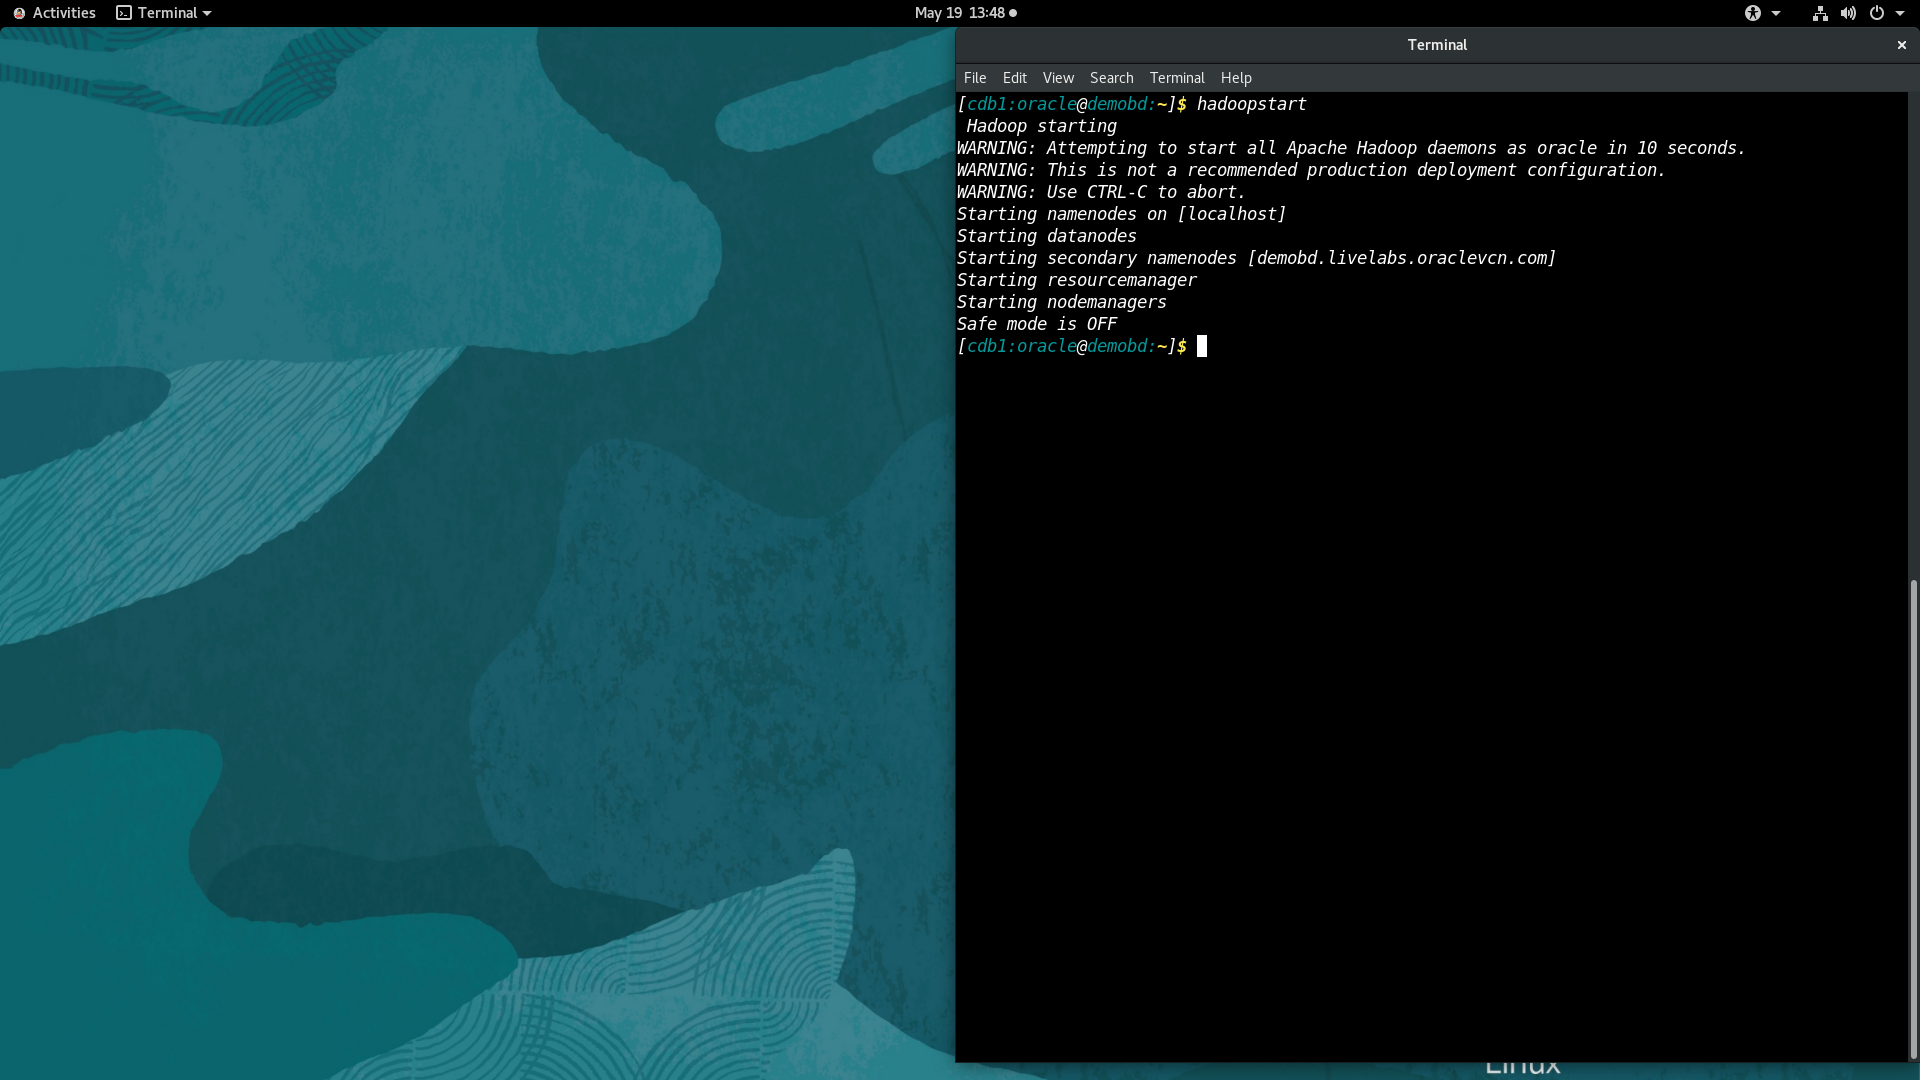 Activities Terminal May 19 13:48
Terminal
File Edit View Search Terminal Help
[cdb1:oracle@demobd:~]$ hadoopstart
Hadoop starting
WARNING: Attempting to start all Apache Hadoop daemons as oracle in 10 seconds.
WARNING: This is not a recommended production deployment configuration.
WARNING: Use CTRL-C to abort.
Starting namenodes on [localhost]
Starting datanodes
Starting secondary namenodes [demobd.livelabs.oraclevcn.com]
Starting resourcemanager
Starting nodemanagers
Safe mode is OFF
[cdb1:oracle@demobd:~]$
Linux